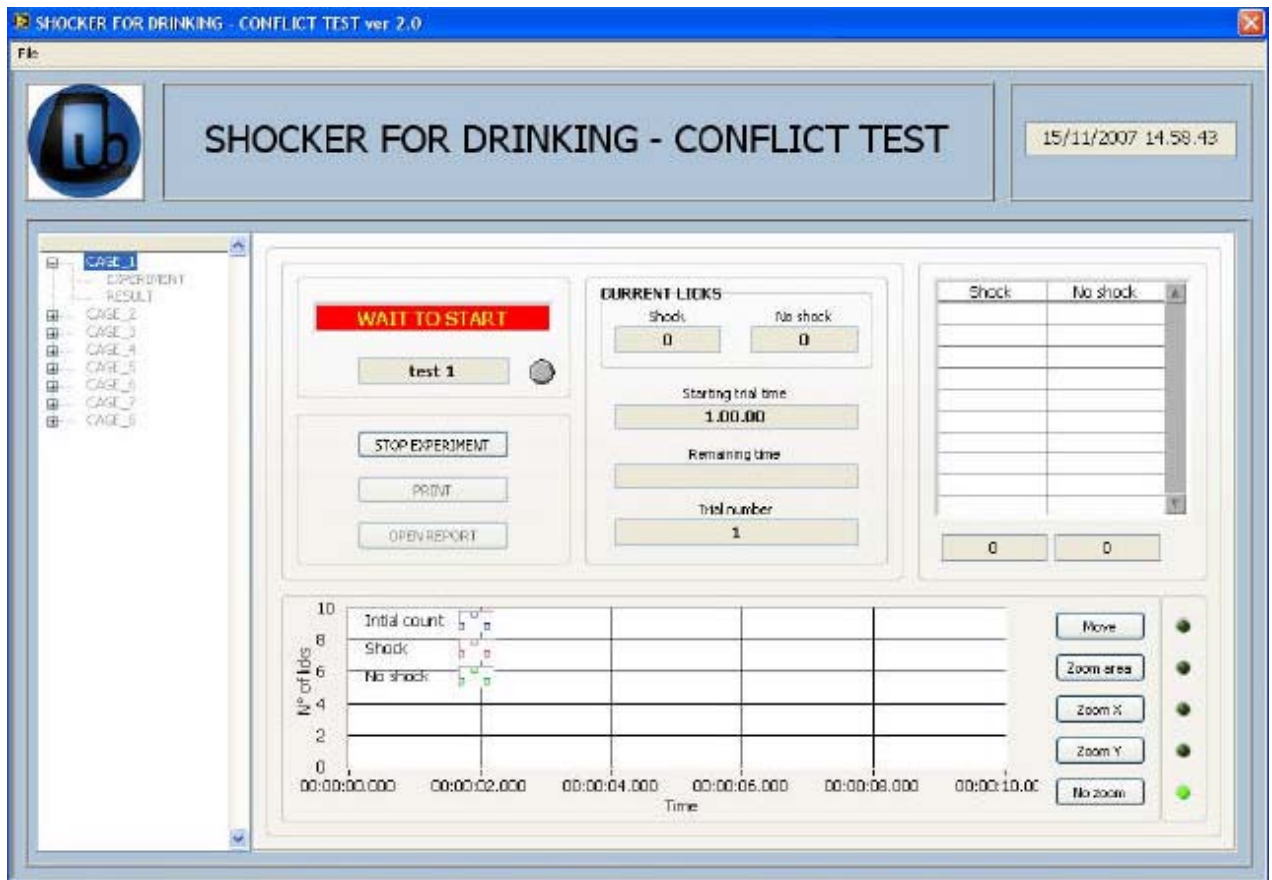 SHOCKER FOR DRINKING - CONFLICT TEST ver 2.0
File
SHOCKER FOR DRINKING - CONFLICT TEST
15/11/2007 14.58.43
CAGE_1
EXPERIMENT
RESULT
CAGE_2
CAGE_3
CAGE_4
CAGE_5
CAGE_6
CAGE_7
CAGE_8
WAIT TO START
test 1
STOP EXPERIMENT
PRINT
OPEN REPORT
CURRENT LICKS
Shock No shock
0 0
Starting trial time
1.00.00
Remaining time
Trial number
1
Shock No shock
0 0
N° of licks
10
8
6
4
2
0
Intial count
Shock
No shock
00:00:00.000 00:00:02.000 00:00:04.000 00:00:06.000 00:00:08.000 00:00:10.00
Time
Move
Zoom area
Zoom X
Zoom Y
No zoom